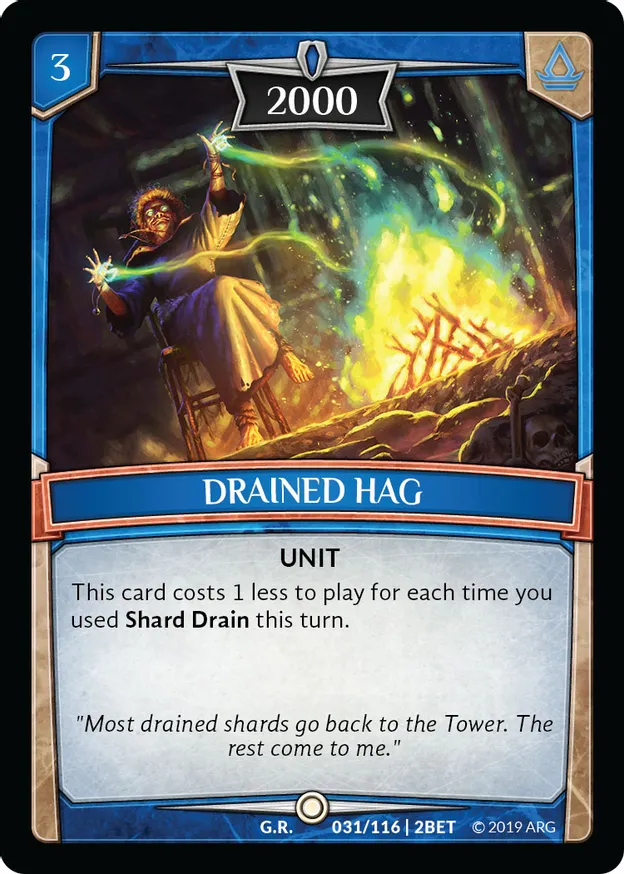 3
2000
DRAINED HAG
UNIT
This card costs 1 less to play for each time you
used Shard Drain this turn.
"Most drained shards go back to the Tower. The
rest come to me."
G.R. 031/116 | 2BET © 2019 ARG